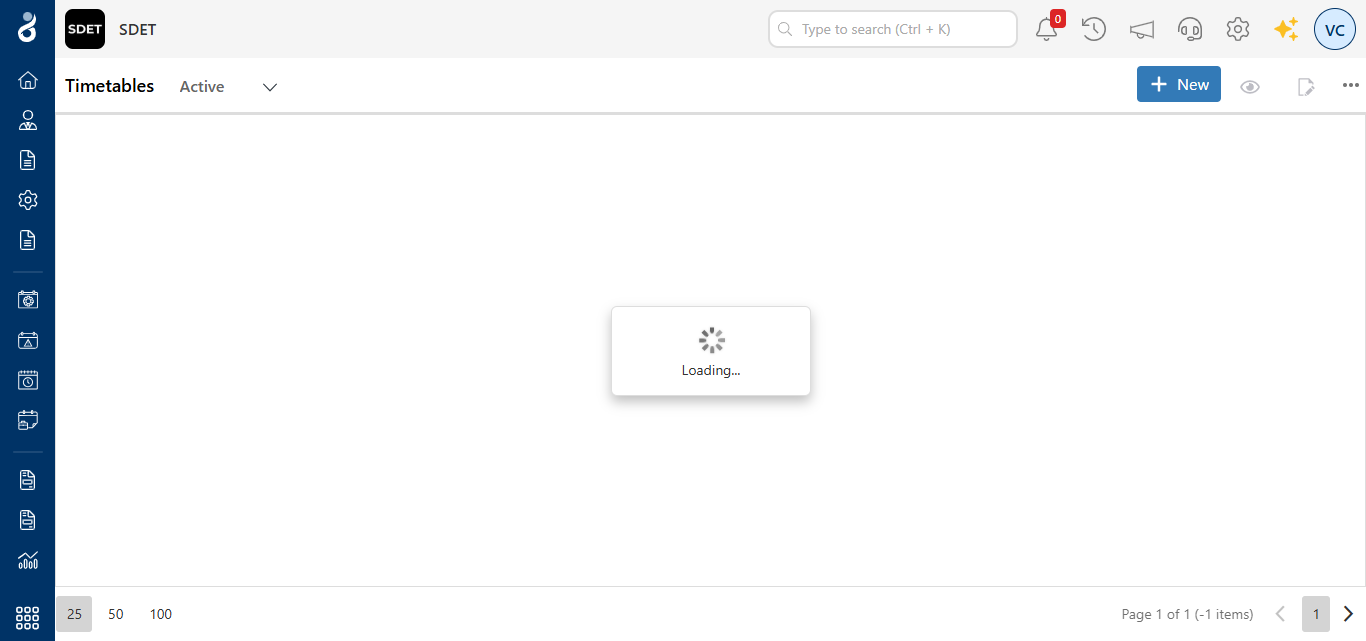 SDET SDET Type to search (Ctrl + K) 0 VC
Timetables Active New
Loading...
25 50 100 Page 1 of 1 (-1 items) 1